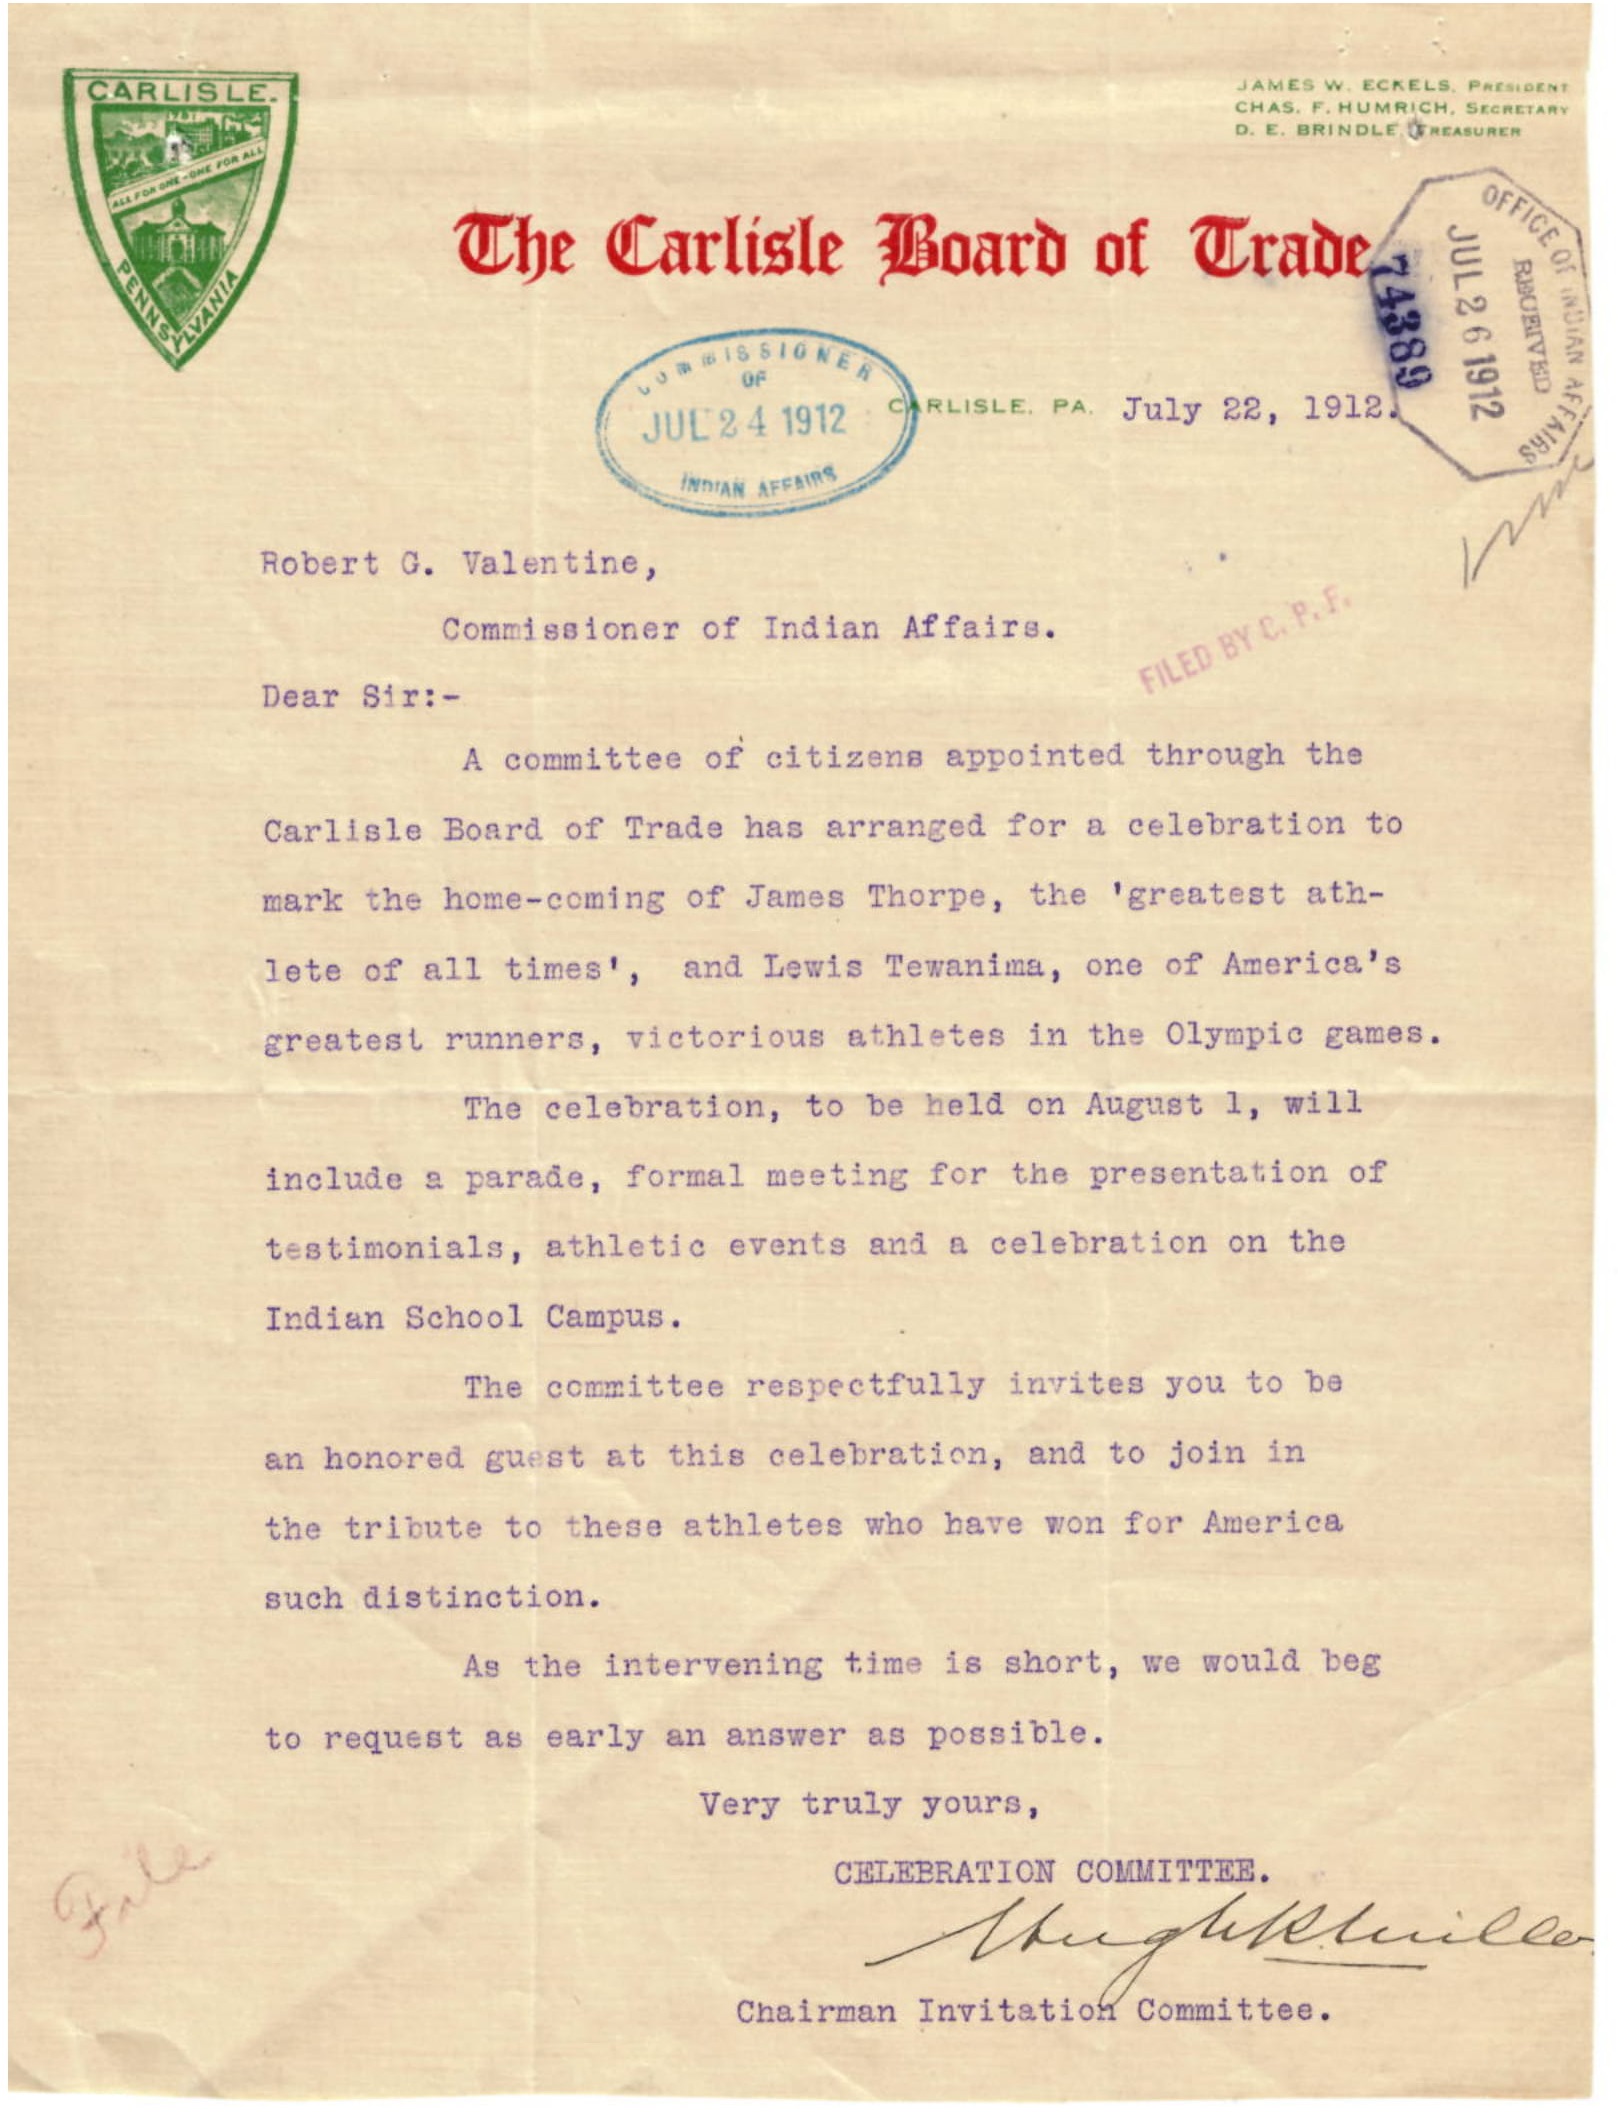 CARLISLE.
ALL FOR ONE - ONE FOR ALL
PENNSYLVANIA
JAMES W. ECKELS, PRESIDENT
CHAS. F. HUMRICH, SECRETARY
D. E. BRINDLE, TREASURER
The Carlisle Board of Trade
OFFICE OF INDIAN AFFAIRS
RECEIVED
JUL 26 1912
74389
COMMISSIONER
OF
JUL 24 1912
INDIAN AFFAIRS
CARLISLE, PA. July 22, 1912.
Robert G. Valentine,
Commissioner of Indian Affairs.
FILED BY C. P. F.
Dear Sir:-
A committee of citizens appointed through the
Carlisle Board of Trade has arranged for a celebration to
mark the home-coming of James Thorpe, the 'greatest ath-
lete of all times', and Lewis Tewanima, one of America's
greatest runners, victorious athletes in the Olympic games.
The celebration, to be held on August 1, will
include a parade, formal meeting for the presentation of
testimonials, athletic events and a celebration on the
Indian School Campus.
The committee respectfully invites you to be
an honored guest at this celebration, and to join in
the tribute to these athletes who have won for America
such distinction.
As the intervening time is short, we would beg
to request as early an answer as possible.
Very truly yours,
CELEBRATION COMMITTEE.
File
Hugh R. Miller
Chairman Invitation Committee.